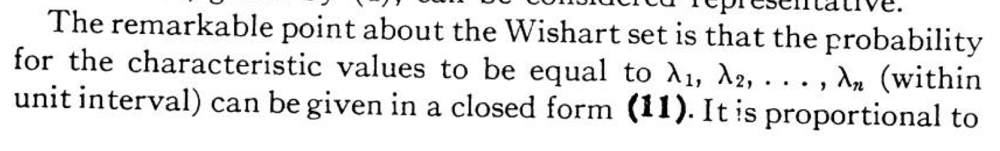 representative.
The remarkable point about the Wishart set is that the probability
for the characteristic values to be equal to λ₁, λ₂, . . . , λₙ (within
unit interval) can be given in a closed form (11). It is proportional to